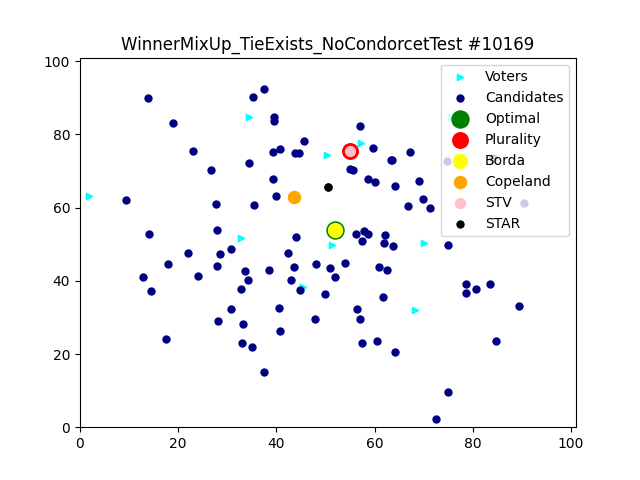 WinnerMixUp_TieExists_NoCondorcetTest #10169
100
80
60
40
20
0
0
20
40
60
80
100
Voters
Candidates
Optimal
Plurality
Borda
Copeland
STV
STAR